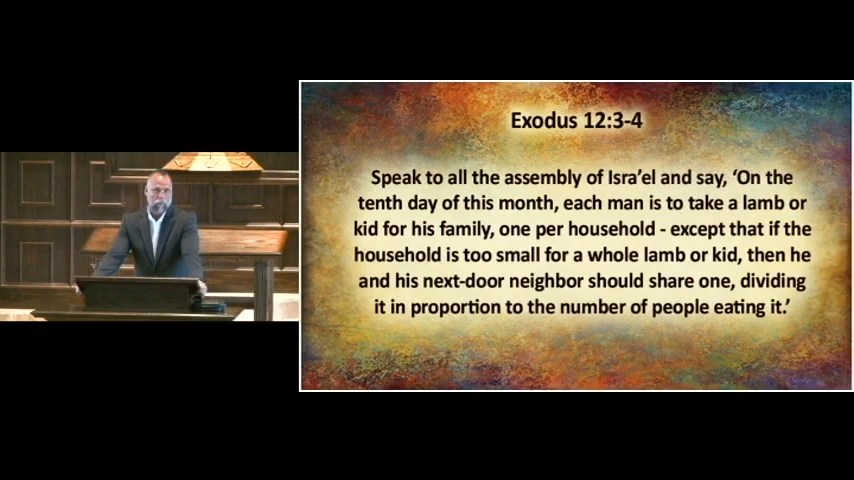 Exodus 12:3-4
Speak to all the assembly of Isra’el and say, ‘On the
tenth day of this month, each man is to take a lamb or
kid for his family, one per household - except that if the
household is too small for a whole lamb or kid, then he
and his next-door neighbor should share one, dividing
it in proportion to the number of people eating it.’